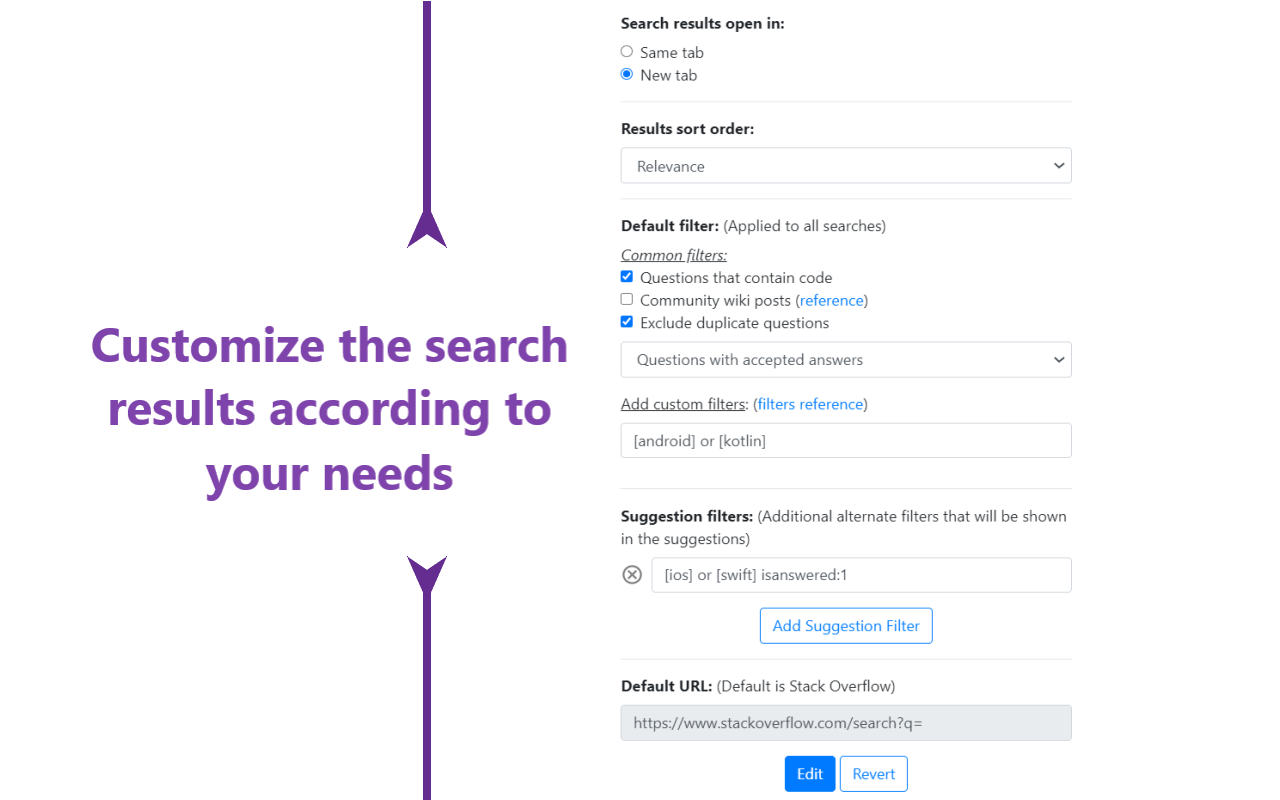 Customize the search
results according to
your needs
Search results open in:
Same tab
New tab
Results sort order:
Relevance
Default filter: (Applied to all searches)
Common filters:
Questions that contain code
Community wiki posts (reference)
Exclude duplicate questions
Questions with accepted answers
Add custom filters: (filters reference)
[android] or [kotlin]
Suggestion filters: (Additional alternate filters that will be shown
in the suggestions)
[ios] or [swift] isanswered:1
Add Suggestion Filter
Default URL: (Default is Stack Overflow)
https://www.stackoverflow.com/search?q=
Edit
Revert